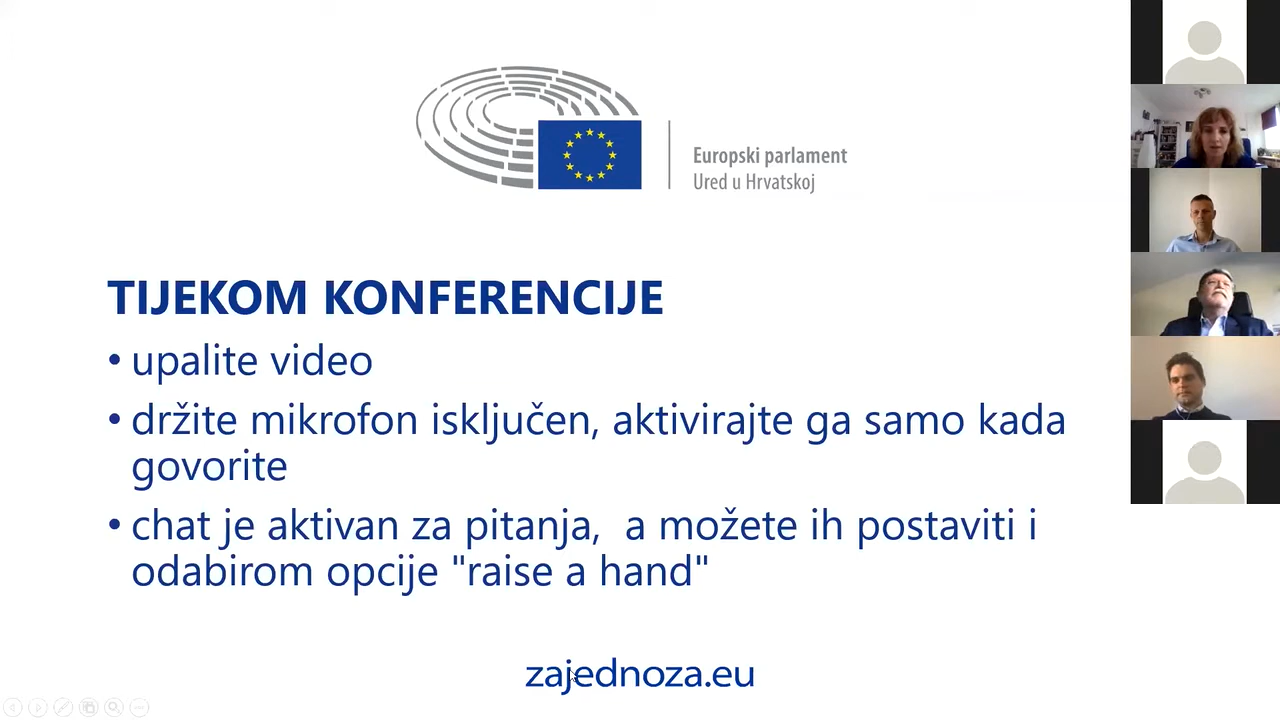 Europski parlament
Ured u Hrvatskoj
TIJEKOM KONFERENCIJE
• upalite video
• držite mikrofon isključen, aktivirajte ga samo kada
govorite
• chat je aktivan za pitanja,  a možete ih postaviti i
odabirom opcije "raise a hand"
zajednoza.eu